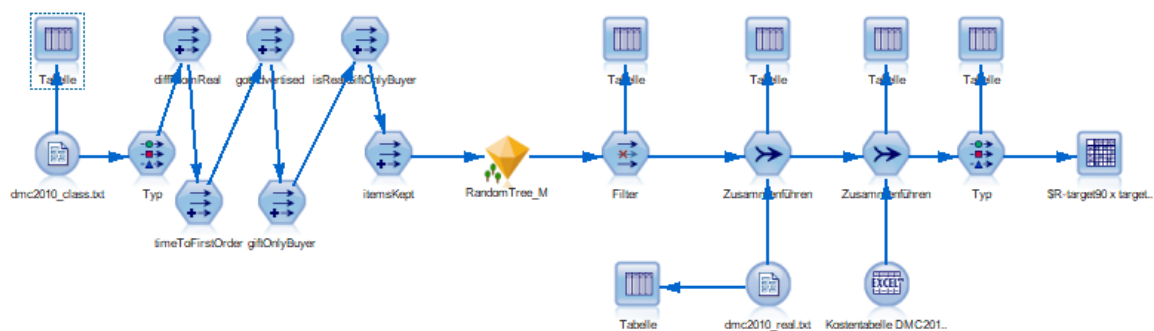 Tabelle
gotAdvertised
isRealGiftOnlyBuyer
Tabelle
Tabelle
Tabelle
Tabelle
dmc2010_class.txt
Typ
itemsKept
RandomTree_M
Filter
Zusammenführen
Zusammenführen
Typ
$R-target90 x target..
timeToFirstOrder
giftOnlyBuyer
EXCEL
Tabelle
dmc2010_real.txt
Kostentabelle DMC201..